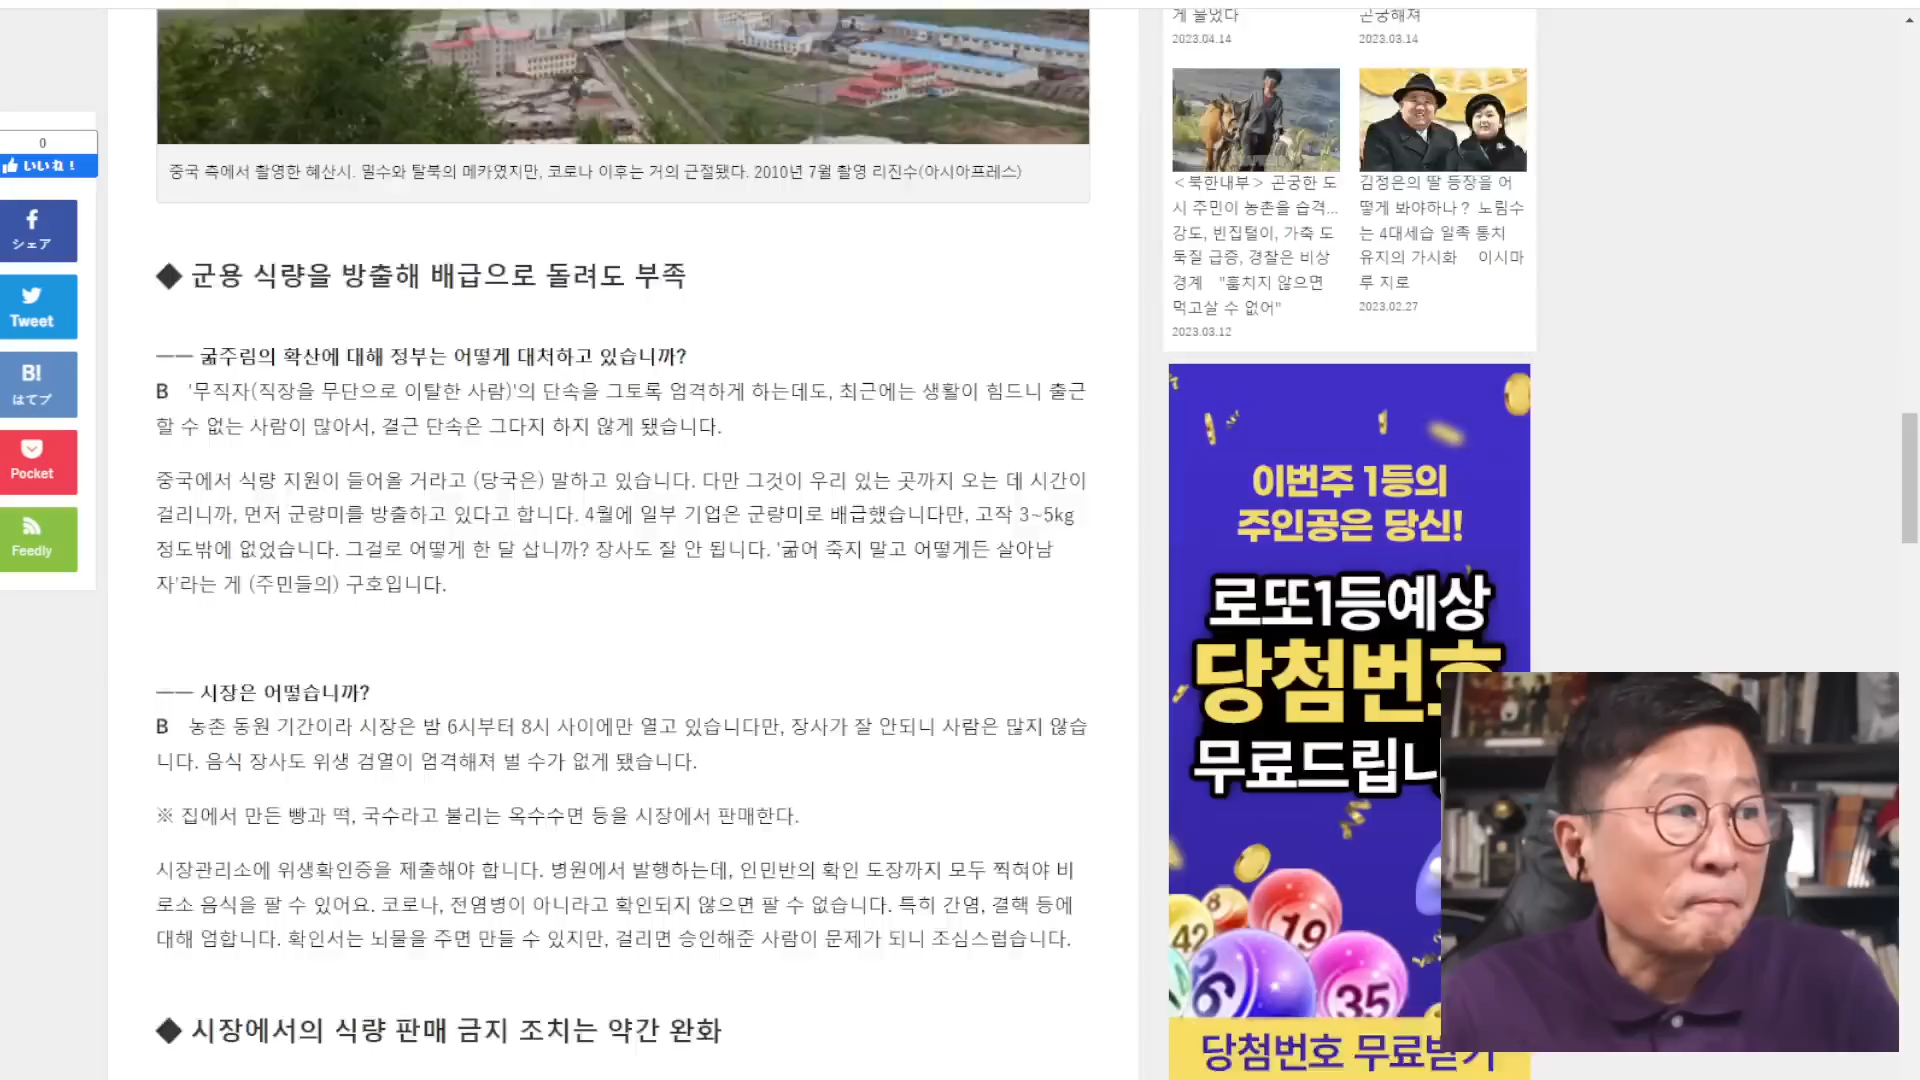 0
いいね！
シェア
Tweet
B!
はてブ
Pocket
Feedly
중국 측에서 촬영한 혜산시. 밀수와 탈북의 메카였지만, 코로나 이후는 거의 근절됐다. 2010년 7월 촬영 리진수(아시아프레스)
◆ 군용 식량을 방출해 배급으로 돌려도 부족
―― 굶주림의 확산에 대해 정부는 어떻게 대처하고 있습니까?
B '무직자(직장을 무단으로 이탈한 사람)'의 단속을 그토록 엄격하게 하는데도, 최근에는 생활이 힘드니 출근
할 수 없는 사람이 많아서, 결근 단속은 그다지 하지 않게 됐습니다.
중국에서 식량 지원이 들어올 거라고 (당국은) 말하고 있습니다. 다만 그것이 우리 있는 곳까지 오는 데 시간이
걸리니까, 먼저 군량미를 방출하고 있다고 합니다. 4월에 일부 기업은 군량미로 배급했습니다만, 고작 3~5kg
정도밖에 없었습니다. 그걸로 어떻게 한 달 삽니까? 장사도 잘 안 됩니다. '굶어 죽지 말고 어떻게든 살아남
자'라는 게 (주민들의) 구호입니다.
―― 시장은 어떻습니까?
B 농촌 동원 기간이라 시장은 밤 6시부터 8시 사이에만 열고 있습니다만, 장사가 잘 안되니 사람은 많지 않습
니다. 음식 장사도 위생 검열이 엄격해져 벌 수가 없게 됐습니다.
※ 집에서 만든 빵과 떡, 국수라고 불리는 옥수수면 등을 시장에서 판매한다.
시장관리소에 위생확인증을 제출해야 합니다. 병원에서 발행하는데, 인민반의 확인 도장까지 모두 찍혀야 비
로소 음식을 팔 수 있어요. 코로나, 전염병이 아니라고 확인되지 않으면 팔 수 없습니다. 특히 간염, 결핵 등에
대해 엄합니다. 확인서는 뇌물을 주면 만들 수 있지만, 걸리면 승인해준 사람이 문제가 되니 조심스럽습니다.
◆ 시장에서의 식량 판매 금지 조치는 약간 완화
게 물었다
2023.04.14
곤궁해져
2023.03.14
＜북한내부＞ 곤궁한 도
시 주민이 농촌을 습격...
강도, 빈집털이, 가축 도
둑질 급증, 경찰은 비상
경계 "훔치지 않으면
먹고살 수 없어"
2023.03.12
김정은의 딸 등장을 어
떻게 봐야하나? 노림수
는 4대세습 일족 통치
유지의 가시화 이시마
루 지로
2023.02.27
이번주 1등의
주인공은 당신!
로또1등예상
당첨번호
무료드립니
8
19
42
6
35
당첨번호 무료받기